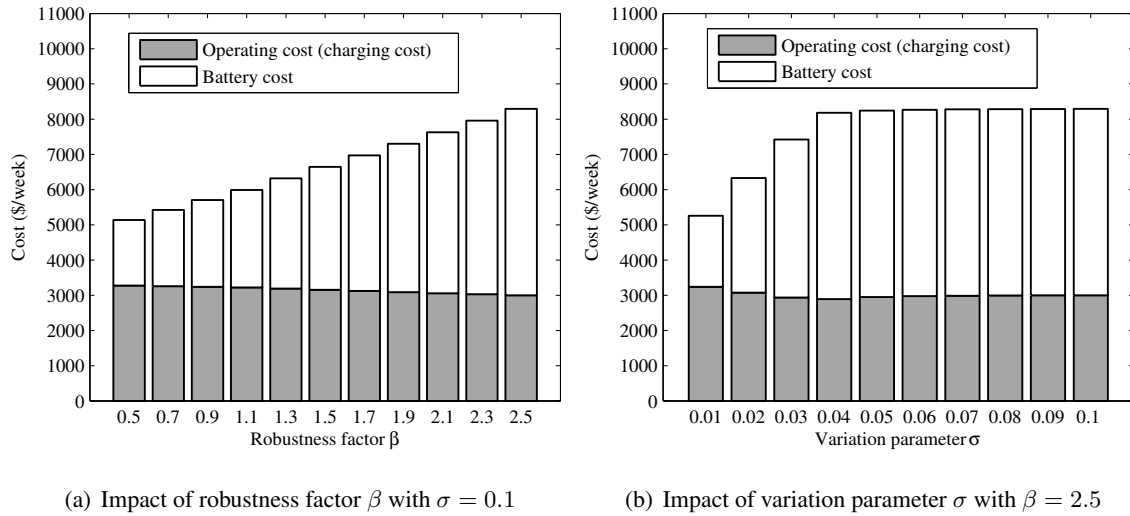 11000
10000
9000
8000
7000
6000
5000
4000
3000
2000
1000
0
Cost ($/week)
Operating cost (charging cost)
Battery cost
0.5 0.7 0.9 1.1 1.3 1.5 1.7 1.9 2.1 2.3 2.5
Robustness factor β
(a) Impact of robustness factor β with σ = 0.1
11000
10000
9000
8000
7000
6000
5000
4000
3000
2000
1000
0
Cost ($/week)
Operating cost (charging cost)
Battery cost
0.01 0.02 0.03 0.04 0.05 0.06 0.07 0.08 0.09 0.1
Variation parameter σ
(b) Impact of variation parameter σ with β = 2.5